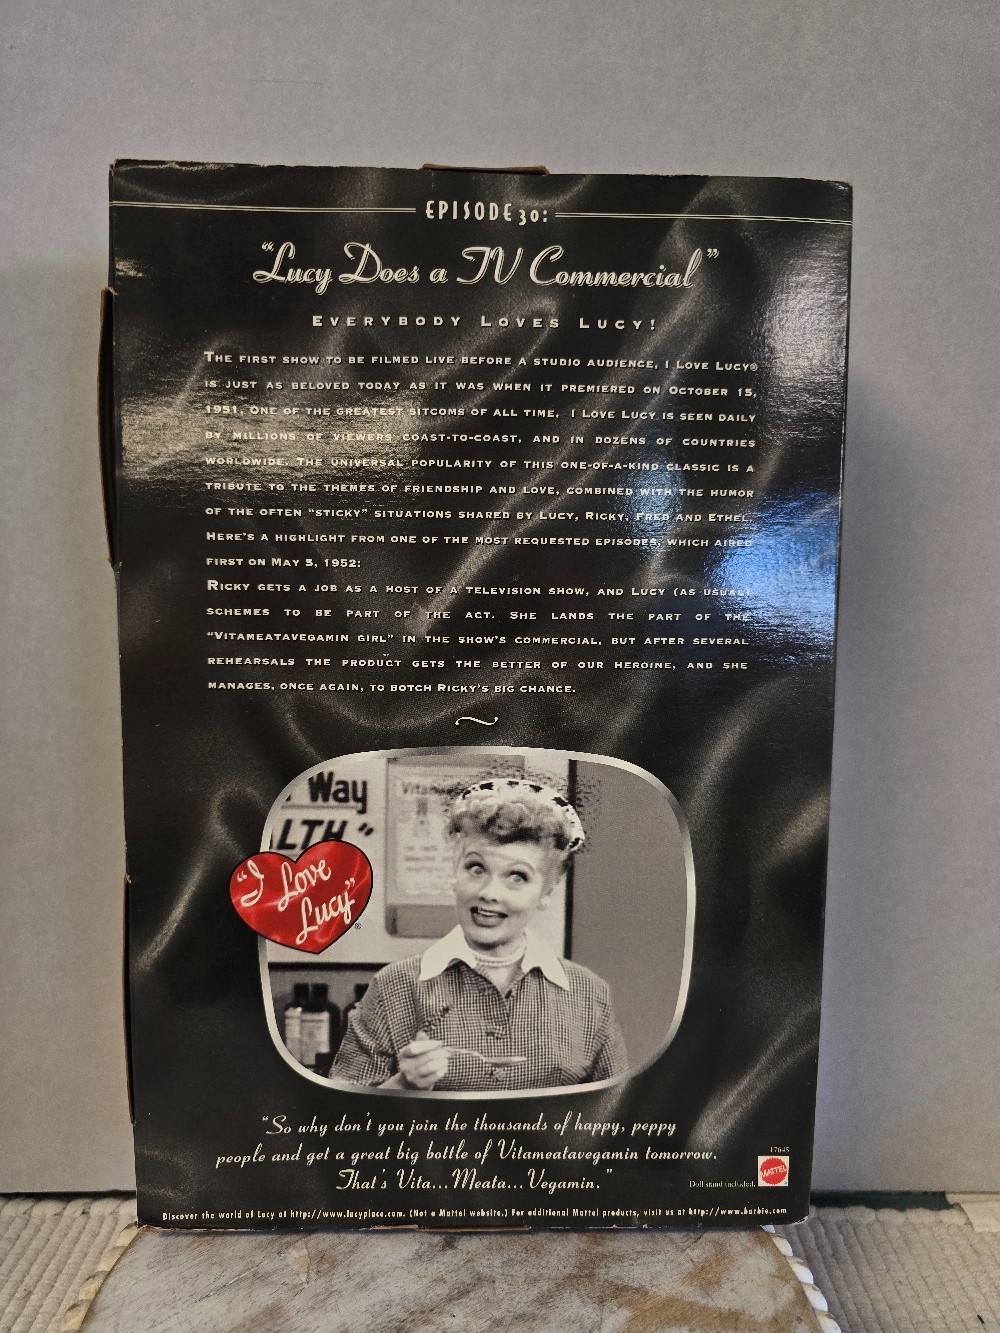 EPISODE 30:
"Lucy Does a TV Commercial"
EVERYBODY LOVES LUCY!
THE FIRST SHOW TO BE FILMED LIVE BEFORE A STUDIO AUDIENCE, I LOVE LUCY®
IS JUST AS BELOVED TODAY AS IT WAS WHEN IT PREMIERED ON OCTOBER 15,
1951, ONE OF THE GREATEST SITCOMS OF ALL TIME, I LOVE LUCY IS SEEN DAILY
BY MILLIONS OF VIEWERS COAST-TO-COAST, AND IN DOZENS OF COUNTRIES
WORLDWIDE. THE UNIVERSAL POPULARITY OF THIS ONE-OF-A-KIND CLASSIC IS A
TRIBUTE TO THE THEMES OF FRIENDSHIP AND LOVE, COMBINED WITH THE HUMOR
OF THE OFTEN "STICKY" SITUATIONS SHARED BY LUCY, RICKY, FRED AND ETHEL.
HERE'S A HIGHLIGHT FROM ONE OF THE MOST REQUESTED EPISODES, WHICH AIRED
FIRST ON MAY 5, 1952:
RICKY GETS A JOB AS A HOST OF A TELEVISION SHOW, AND LUCY (AS USUAL)
SCHEMES TO BE PART OF THE ACT. SHE LANDS THE PART OF THE
"VITAMEATAVEGAMIN GIRL" IN THE SHOW'S COMMERCIAL, BUT AFTER SEVERAL
REHEARSALS THE PRODUCT GETS THE BETTER OF OUR HEROINE, AND SHE
MANAGES, ONCE AGAIN, TO BOTCH RICKY'S BIG CHANCE.
Way
LTH"
"I Love
Lucy"®
"So why don't you join the thousands of happy, peppy
people and get a great big bottle of Vitameatavegamin tomorrow.
That's Vita...Meata...Vegamin."
17645
MATTEL
Doll stand included.
Discover the world of Lucy at http://www.lucyplace.com. (Not a Mattel website.) For additional Mattel products, visit us at http://www.barbie.com